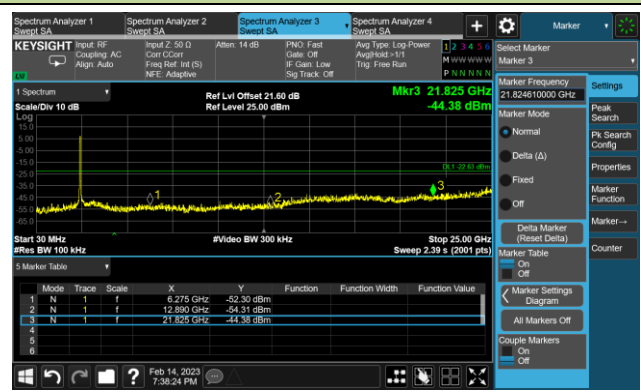 Spectrum Analyzer 1
Swept SA
Spectrum Analyzer 2
Swept SA
Spectrum Analyzer 3
Swept SA
Spectrum Analyzer 4
Swept SA
+
Marker
KEYSIGHT
Input: RF
Coupling: AC
Align: Auto
Input Z: 50 Ω
Corr CCorr
Freq Ref: Int (S)
NFE: Adaptive
Atten: 14 dB
PNO: Fast
Gate: Off
IF Gain: Low
Sig Track: Off
Avg Type: Log-Power
Avg|Hold:>1/1
Trig: Free Run
1 2 3 4 5 6
M W W W W W
P N N N N N
LW
Select Marker
Marker 3
1 Spectrum
Scale/Div 10 dB
Ref Lvl Offset 21.60 dB
Ref Level 25.00 dBm
Mkr3 21.825 GHz
-44.38 dBm
Log
15.0
5.00
-5.00
-15.0
-25.0
-35.0
-45.0
-55.0
-65.0
DL1 -22.63 dBm
1
2
3
Start 30 MHz
#Res BW 100 kHz
#Video BW 300 kHz
Stop 25.00 GHz
Sweep 2.39 s (2001 pts)
5 Marker Table
Mode Trace Scale X Y Function Function Width Function Value
1 N 1 f 6.275 GHz -52.30 dBm
2 N 1 f 12.890 GHz -54.31 dBm
3 N 1 f 21.825 GHz -44.38 dBm
4
5
6
Marker Frequency
21.824610000 GHz
Marker Mode
Normal
Delta (Δ)
Fixed
Off
Delta Marker
(Reset Delta)
Marker Table
On
Off
Marker Settings
Diagram
All Markers Off
Couple Markers
On
Off
Settings
Peak
Search
Pk Search
Config
Properties
Marker
Function
Marker→
Counter
?
Feb 14, 2023
7:38:24 PM